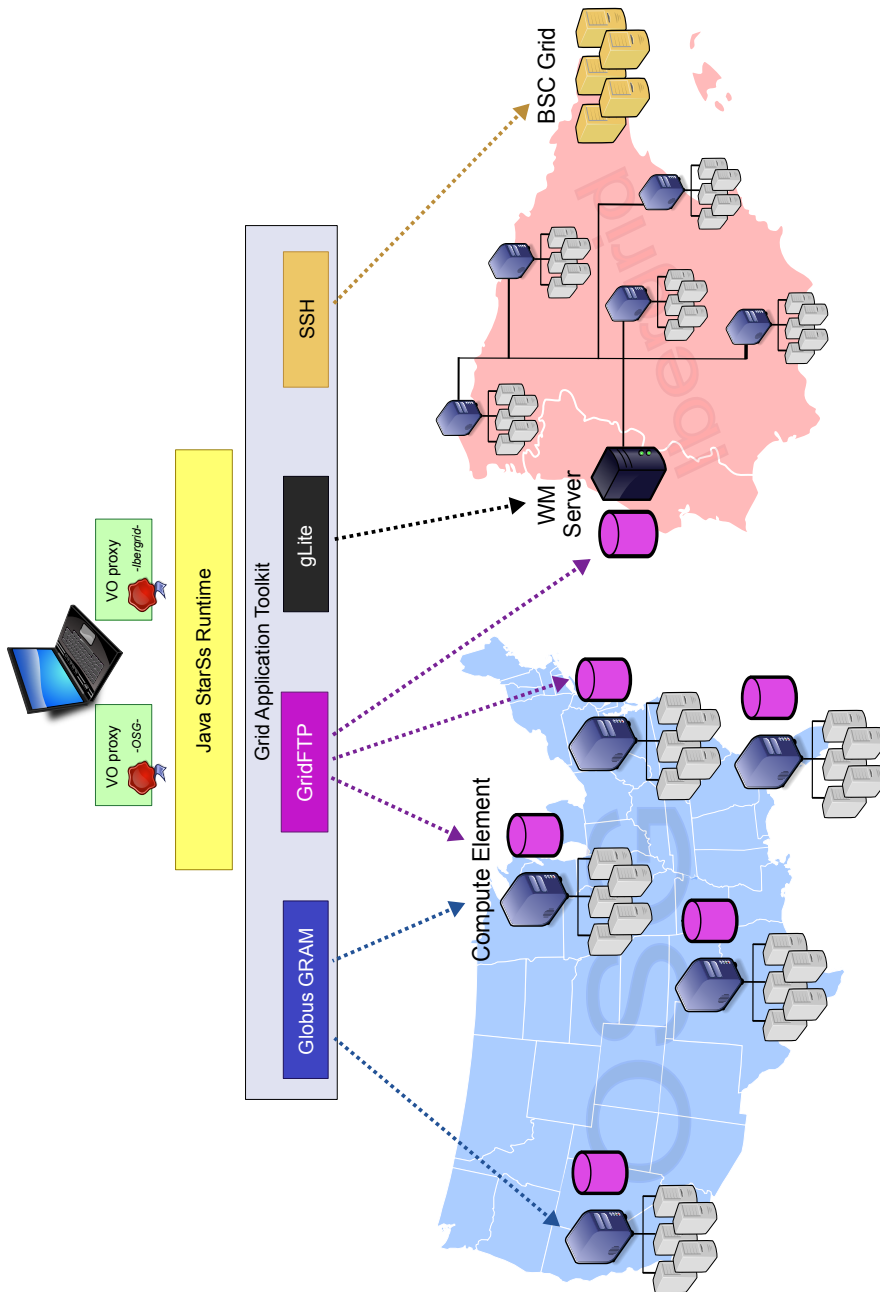 VO proxy
-OSG-
VO proxy
-Ibergrid-
Java StarSs Runtime
Grid Application Toolkit
Globus GRAM
GridFTP
gLite
SSH
Compute Element
WM
Server
BSC Grid
OSG
Ibergrid